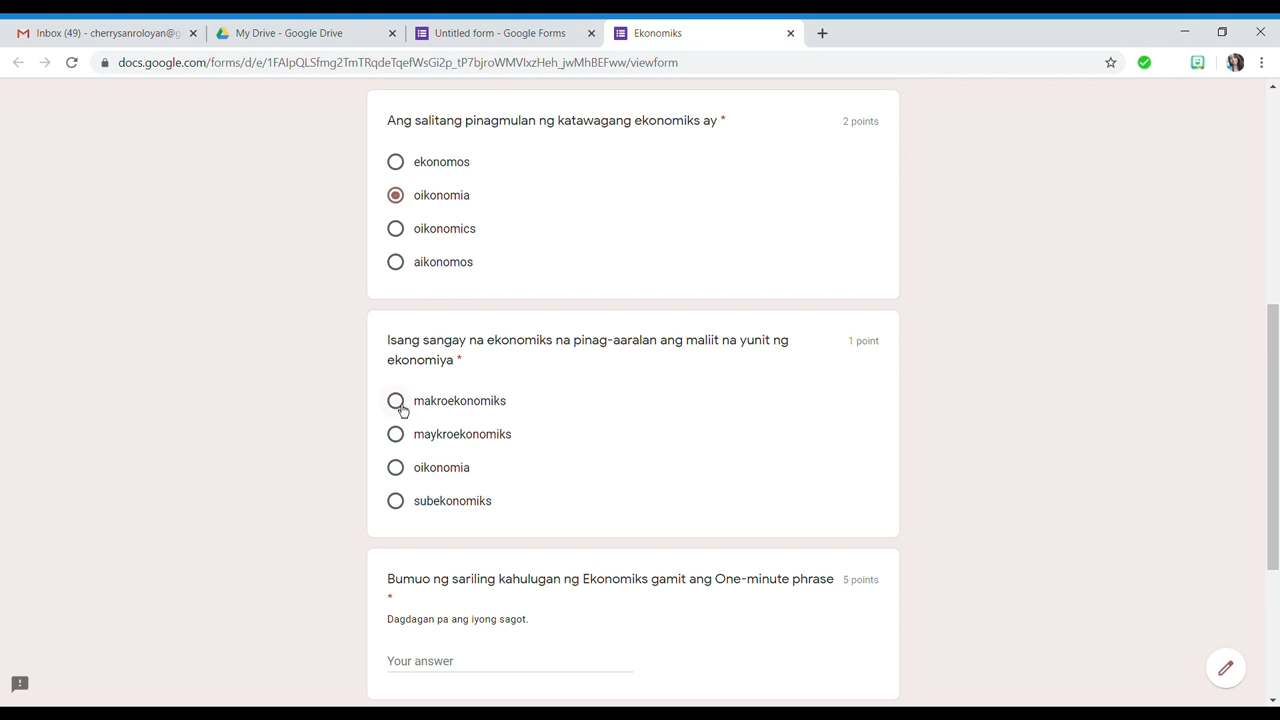 Inbox (49) - cherrysanroloyan@g
My Drive - Google Drive
Untitled form - Google Forms
Ekonomiks
docs.google.com/forms/d/e/1FAIpQLSfmg2TmTRqdeTqefWsGi2p_tP7bjroWMVlxzHeh_jwMhBEFww/viewform
Ang salitang pinagmulan ng katawagang ekonomiks ay *
2 points
ekonomos
oikonomia
oikonomics
aikonomos
Isang sangay na ekonomiks na pinag-aaralan ang maliit na yunit ng
1 point
ekonomiya *
makroekonomiks
maykroekonomiks
oikonomia
subekonomiks
Bumuo ng sariling kahulugan ng Ekonomiks gamit ang One-minute phrase
5 points
*
Dagdagan pa ang iyong sagot.
Your answer